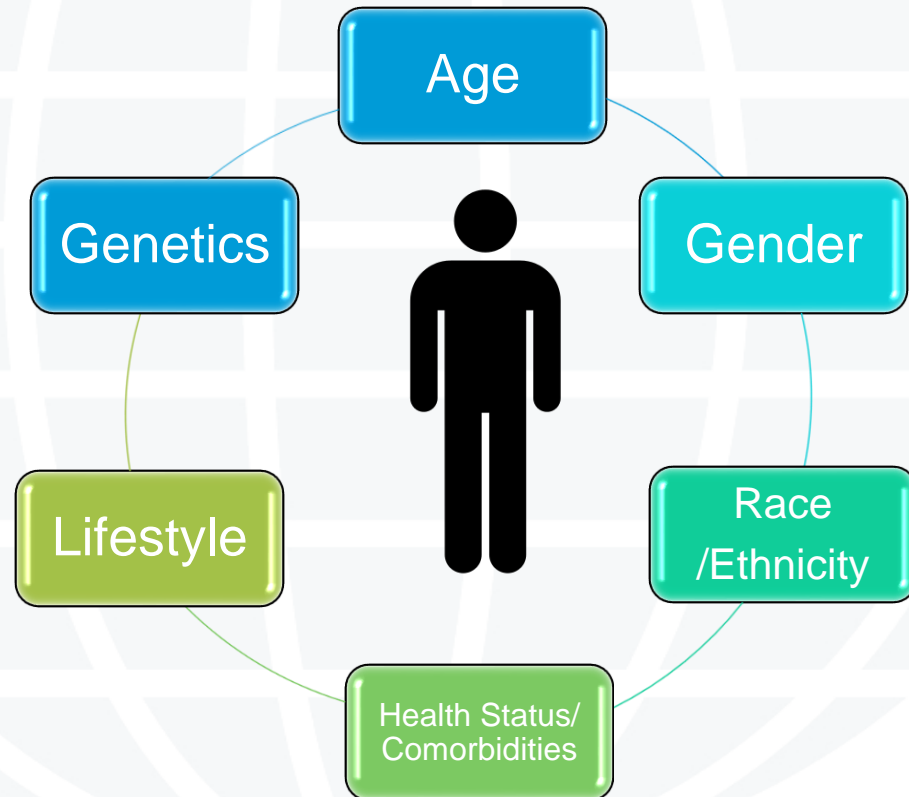 Age
Genetics
Gender
Lifestyle
Race
/Ethnicity
Health Status/
Comorbidities